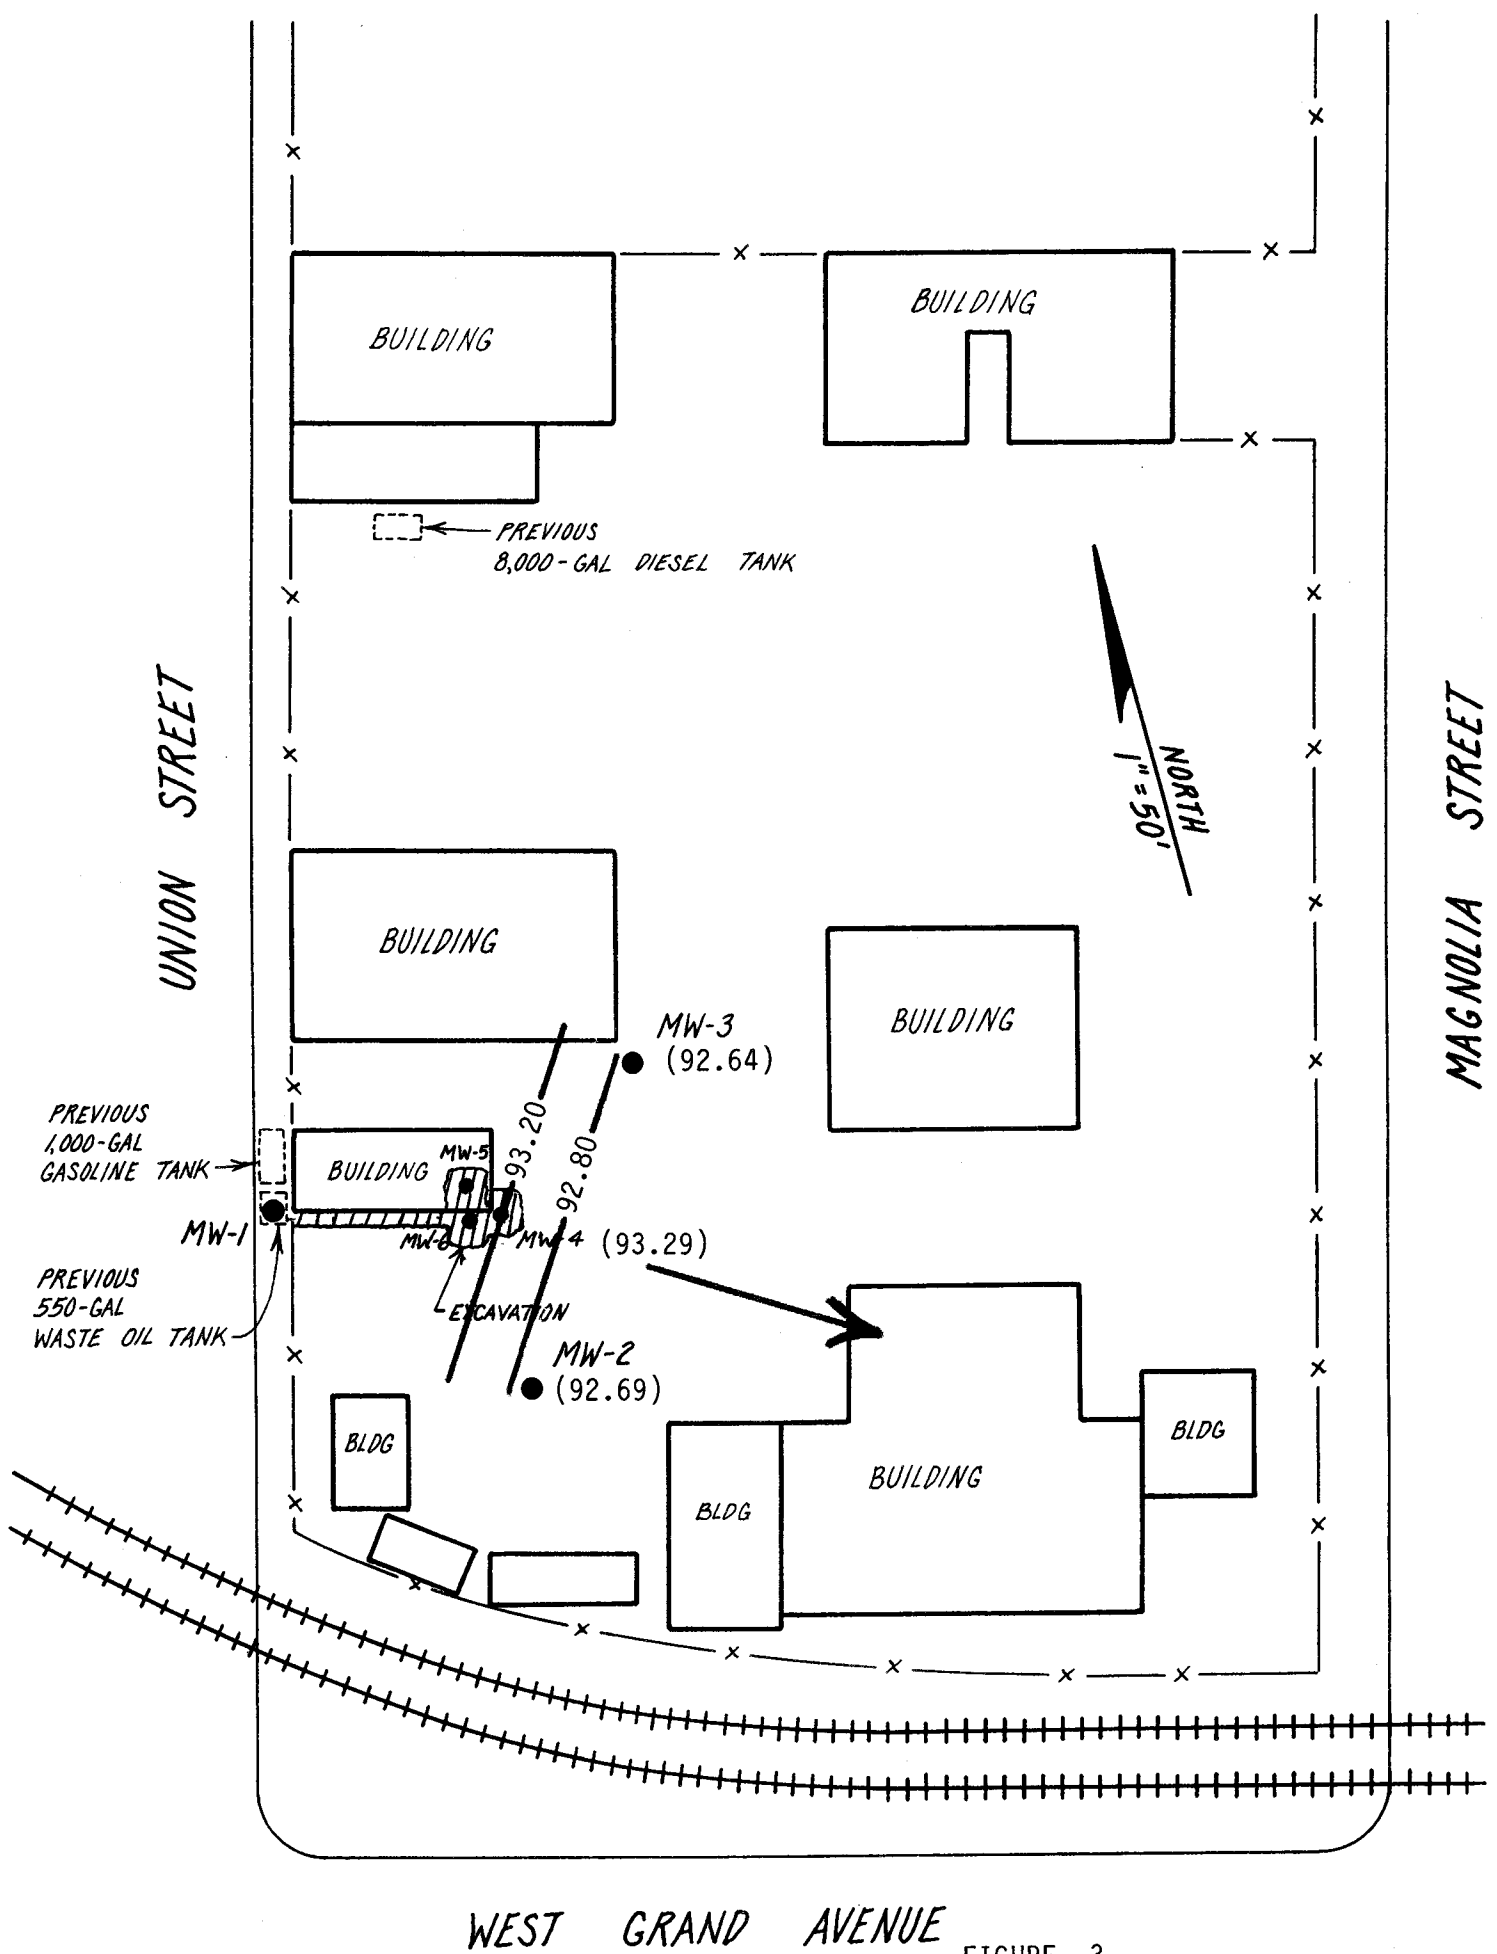 BUILDING
BUILDING
PREVIOUS
8,000-GAL DIESEL TANK
UNION STREET
MAGNOLIA STREET
NORTH
1" = 50'
BUILDING
BUILDING
MW-3
(92.64)
PREVIOUS
1,000-GAL
GASOLINE TANK
BUILDING
MW-5
93.20
92.80
MW-1
MW-6
MW-4 (93.29)
PREVIOUS
550-GAL
WASTE OIL TANK
EXCAVATION
MW-2
(92.69)
BLDG
BLDG
BUILDING
BLDG
WEST GRAND AVENUE